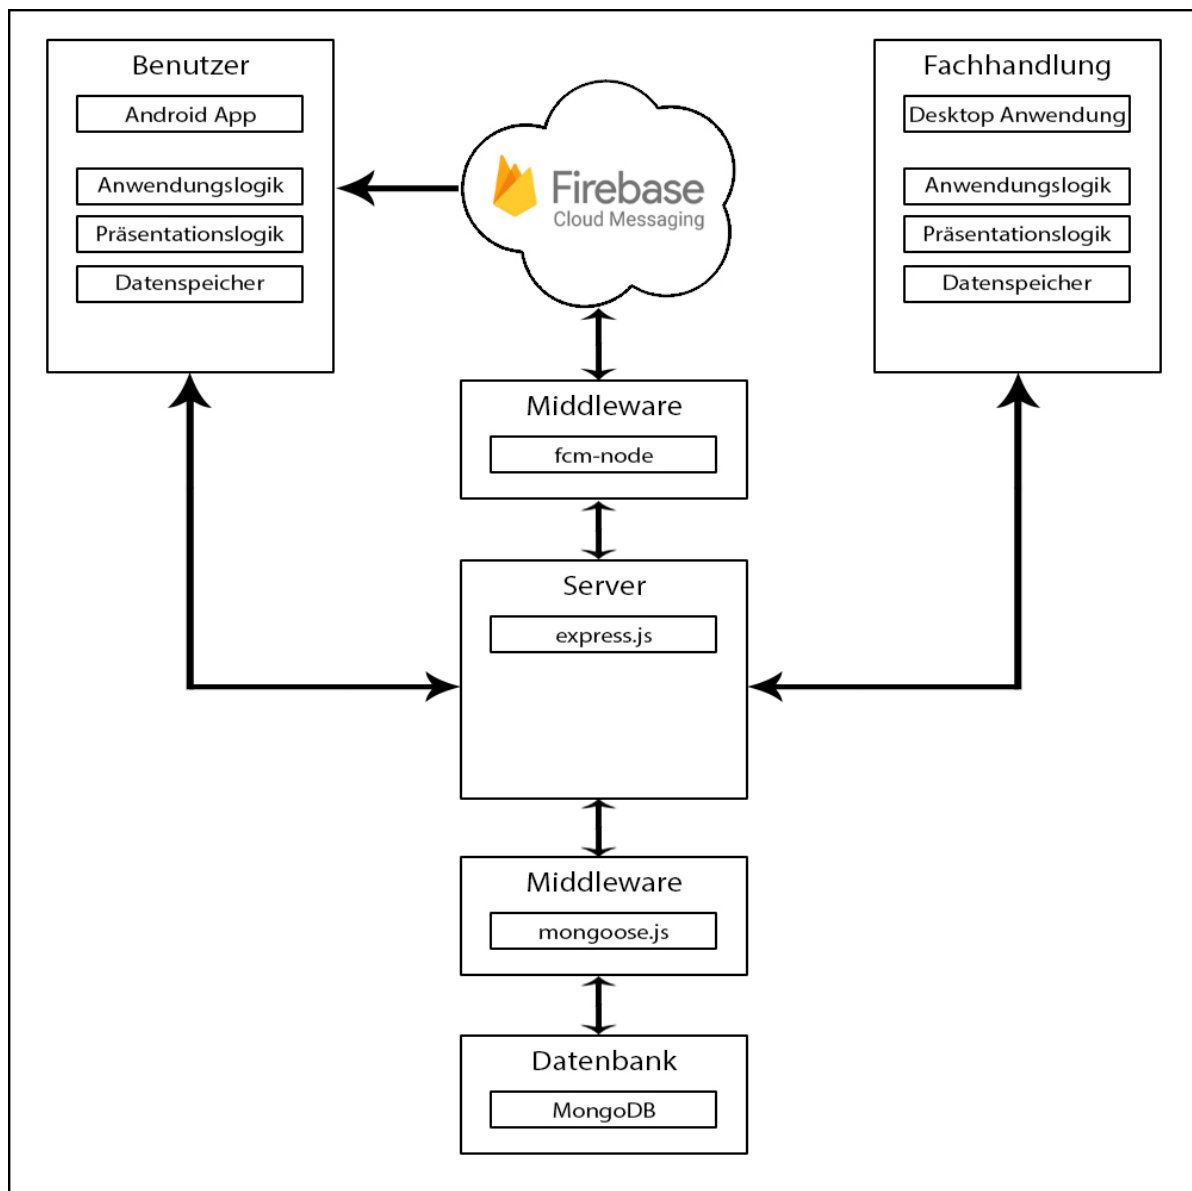 Benutzer
Android App
Anwendungslogik
Präsentationslogik
Datenspeicher
Firebase
Cloud Messaging
Fachhandlung
Desktop Anwendung
Anwendungslogik
Präsentationslogik
Datenspeicher
Middleware
fcm-node
Server
express.js
Middleware
mongoose.js
Datenbank
MongoDB